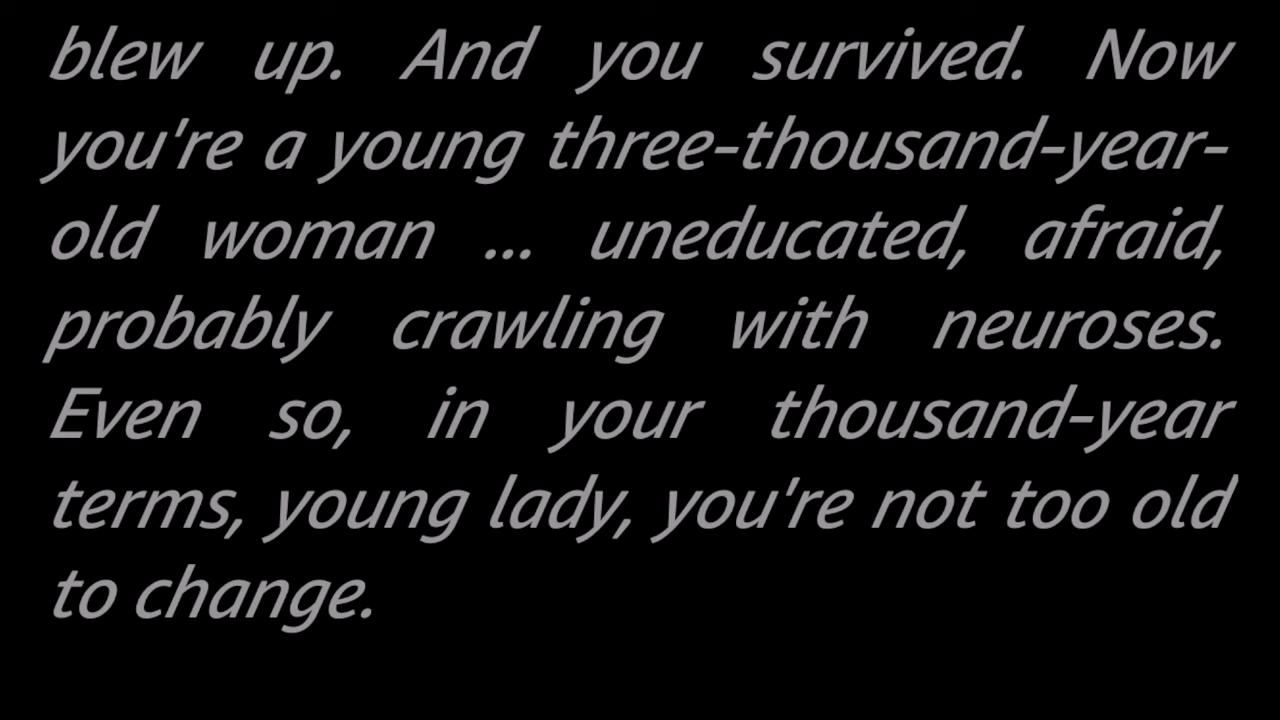 blew up. And you survived. Now
you're a young three-thousand-year-
old woman ... uneducated, afraid,
probably crawling with neuroses.
Even so, in your thousand-year
terms, young lady, you're not too old
to change.